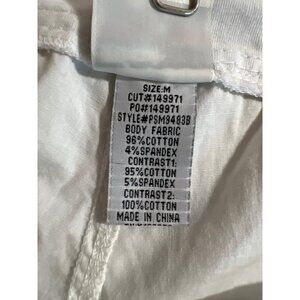 SIZE:M
CUT#149971
PO#149971
STYLE#PSM9483B
BODY FABRIC
96%COTTON
4%SPANDEX
CONTRAST1:
95%COTTON
5%SPANDEX
CONTRAST2:
100%COTTON
MADE IN CHINA